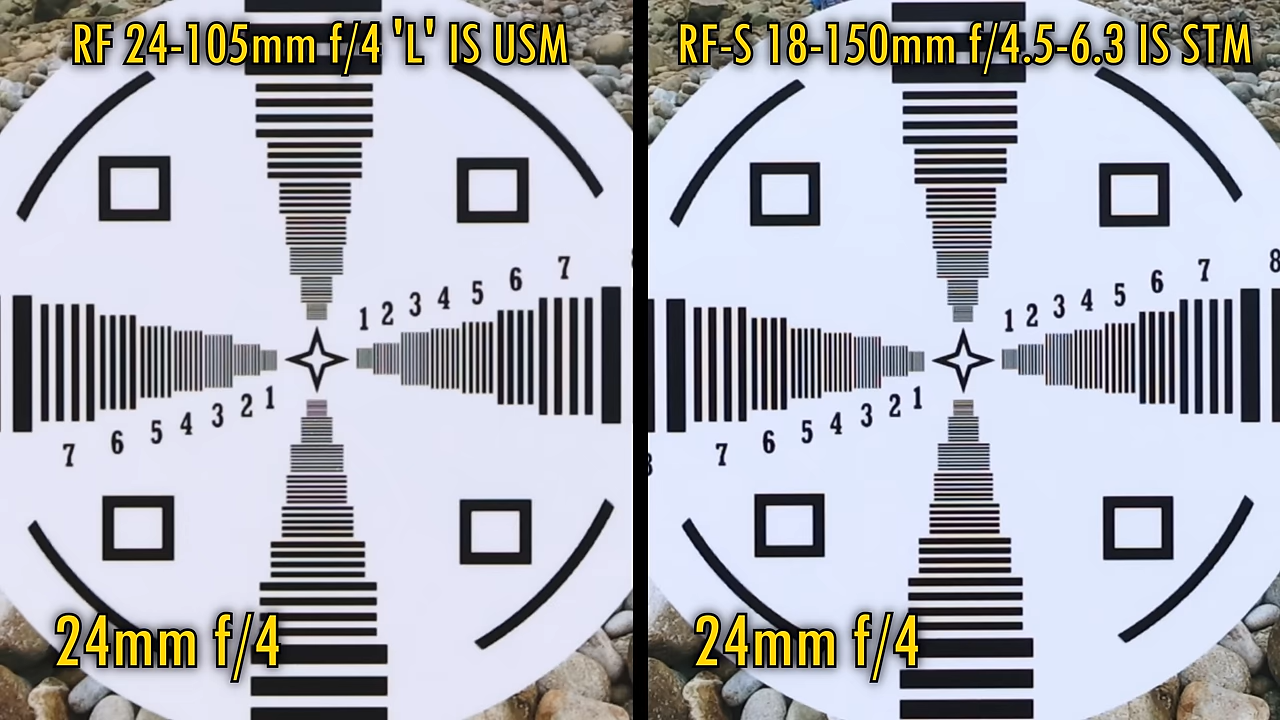 RF 24-105mm f/4 'L' IS USM
RF-S 18-150mm f/4.5-6.3 IS STM
1 2 3 4 5 6 7
7 6 5 4 3 2 1
1 2 3 4 5 6 7 8
7 6 5 4 3 2 1
24mm f/4
24mm f/4